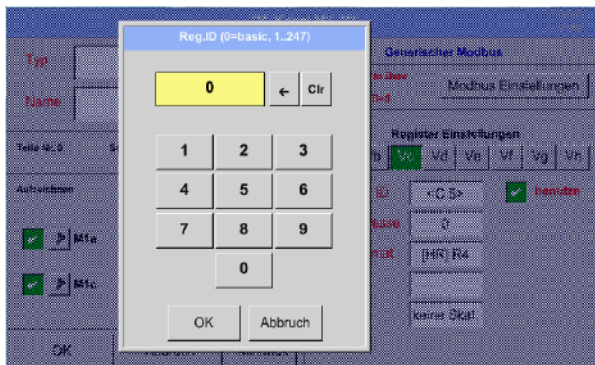 Reg.ID (0=basic, 1..247)
0
←
Clr
1 2 3
4 5 6
7 8 9
0
OK Abbruch
Typ
Name
Aufzeichnen
M1a
M1c
OK
Generischer Modbus
Modbus Einstellungen
Register Einstellungen
Vc Vd Ve Vf Vg Vh
ID <C 5> benutze
0
[HR] R4
keine Skal.